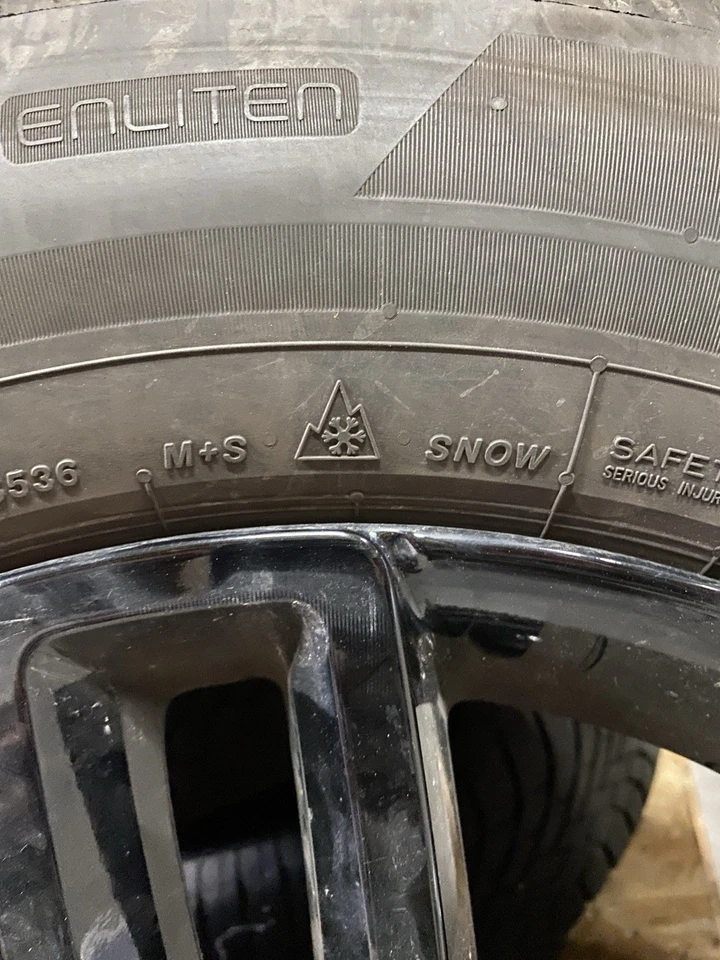 ENLITEN
536 M+S SNOW SAFET
SERIOUS INJUR